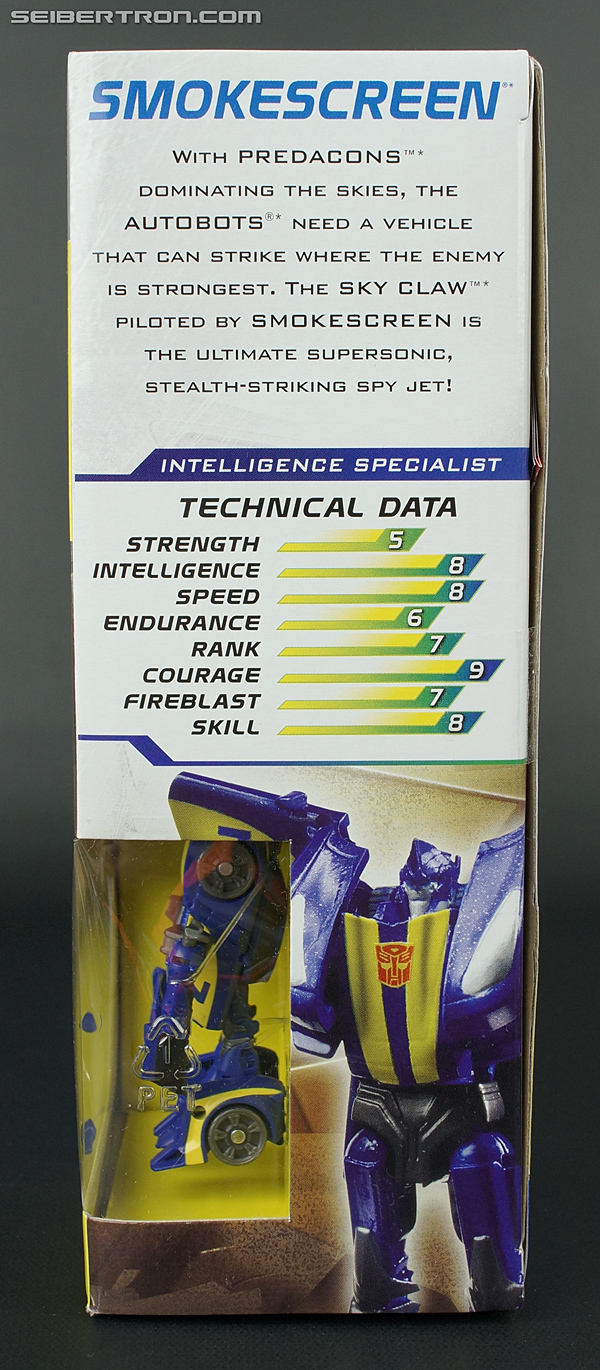 SEIBERTRON.COM
SMOKESCREEN®*
WITH PREDACONS™*
DOMINATING THE SKIES, THE
AUTOBOTS®* NEED A VEHICLE
THAT CAN STRIKE WHERE THE ENEMY
IS STRONGEST. THE SKY CLAW™*
PILOTED BY SMOKESCREEN IS
THE ULTIMATE SUPERSONIC,
STEALTH-STRIKING SPY JET!
INTELLIGENCE SPECIALIST
TECHNICAL DATA
STRENGTH 5
INTELLIGENCE 8
SPEED 8
ENDURANCE 6
RANK 7
COURAGE 9
FIREBLAST 7
SKILL 8
1
PET